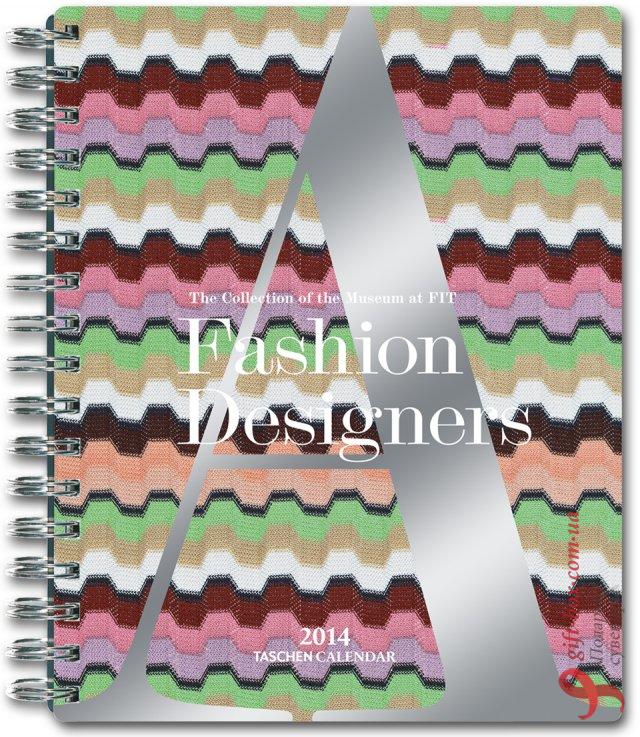 A
The Collection of the Museum at FIT
Fashion
Designers
2014
TASCHEN CALENDAR